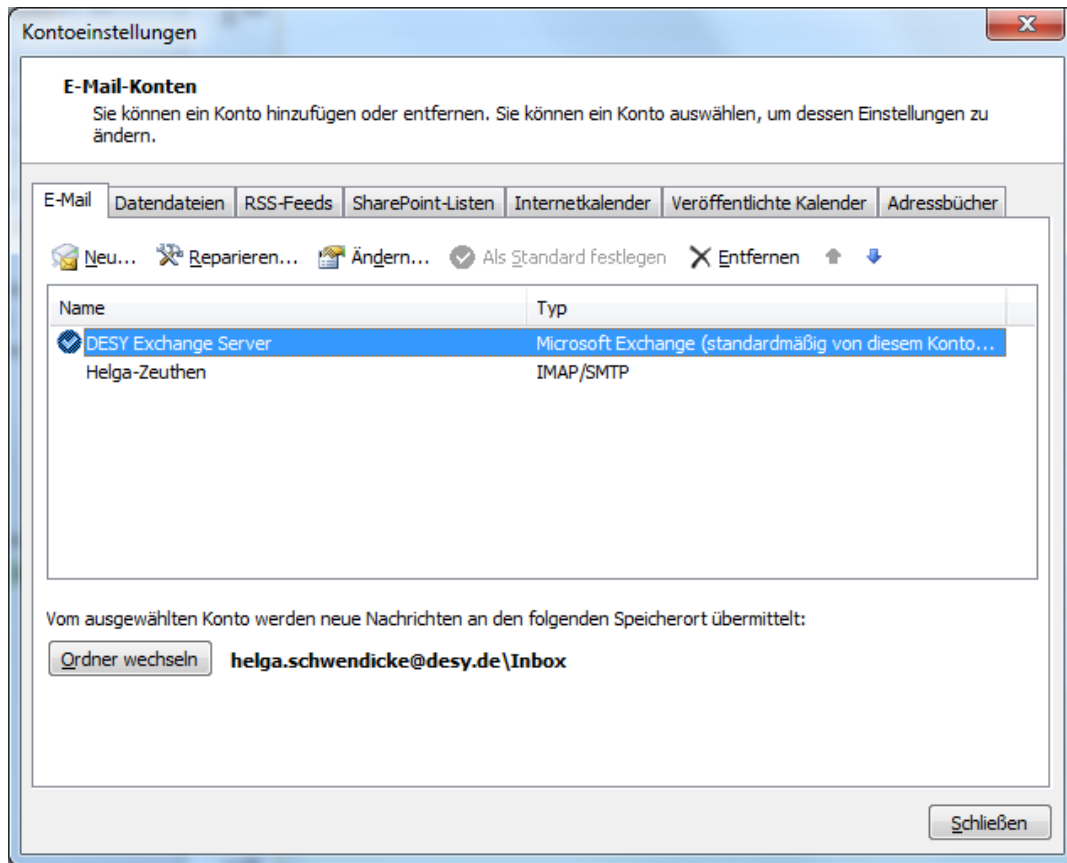 Kontoeinstellungen
E-Mail-Konten
Sie können ein Konto hinzufügen oder entfernen. Sie können ein Konto auswählen, um dessen Einstellungen zu
ändern.
E-Mail Datendateien RSS-Feeds SharePoint-Listen Internetkalender Veröffentlichte Kalender Adressbücher
Neu... Reparieren... Ändern... Als Standard festlegen Entfernen
Name Typ
DESY Exchange Server Microsoft Exchange (standardmäßig von diesem Konto...
Helga-Zeuthen IMAP/SMTP
Vom ausgewählten Konto werden neue Nachrichten an den folgenden Speicherort übermittelt:
Ordner wechseln helga.schwendicke@desy.de\Inbox
Schließen